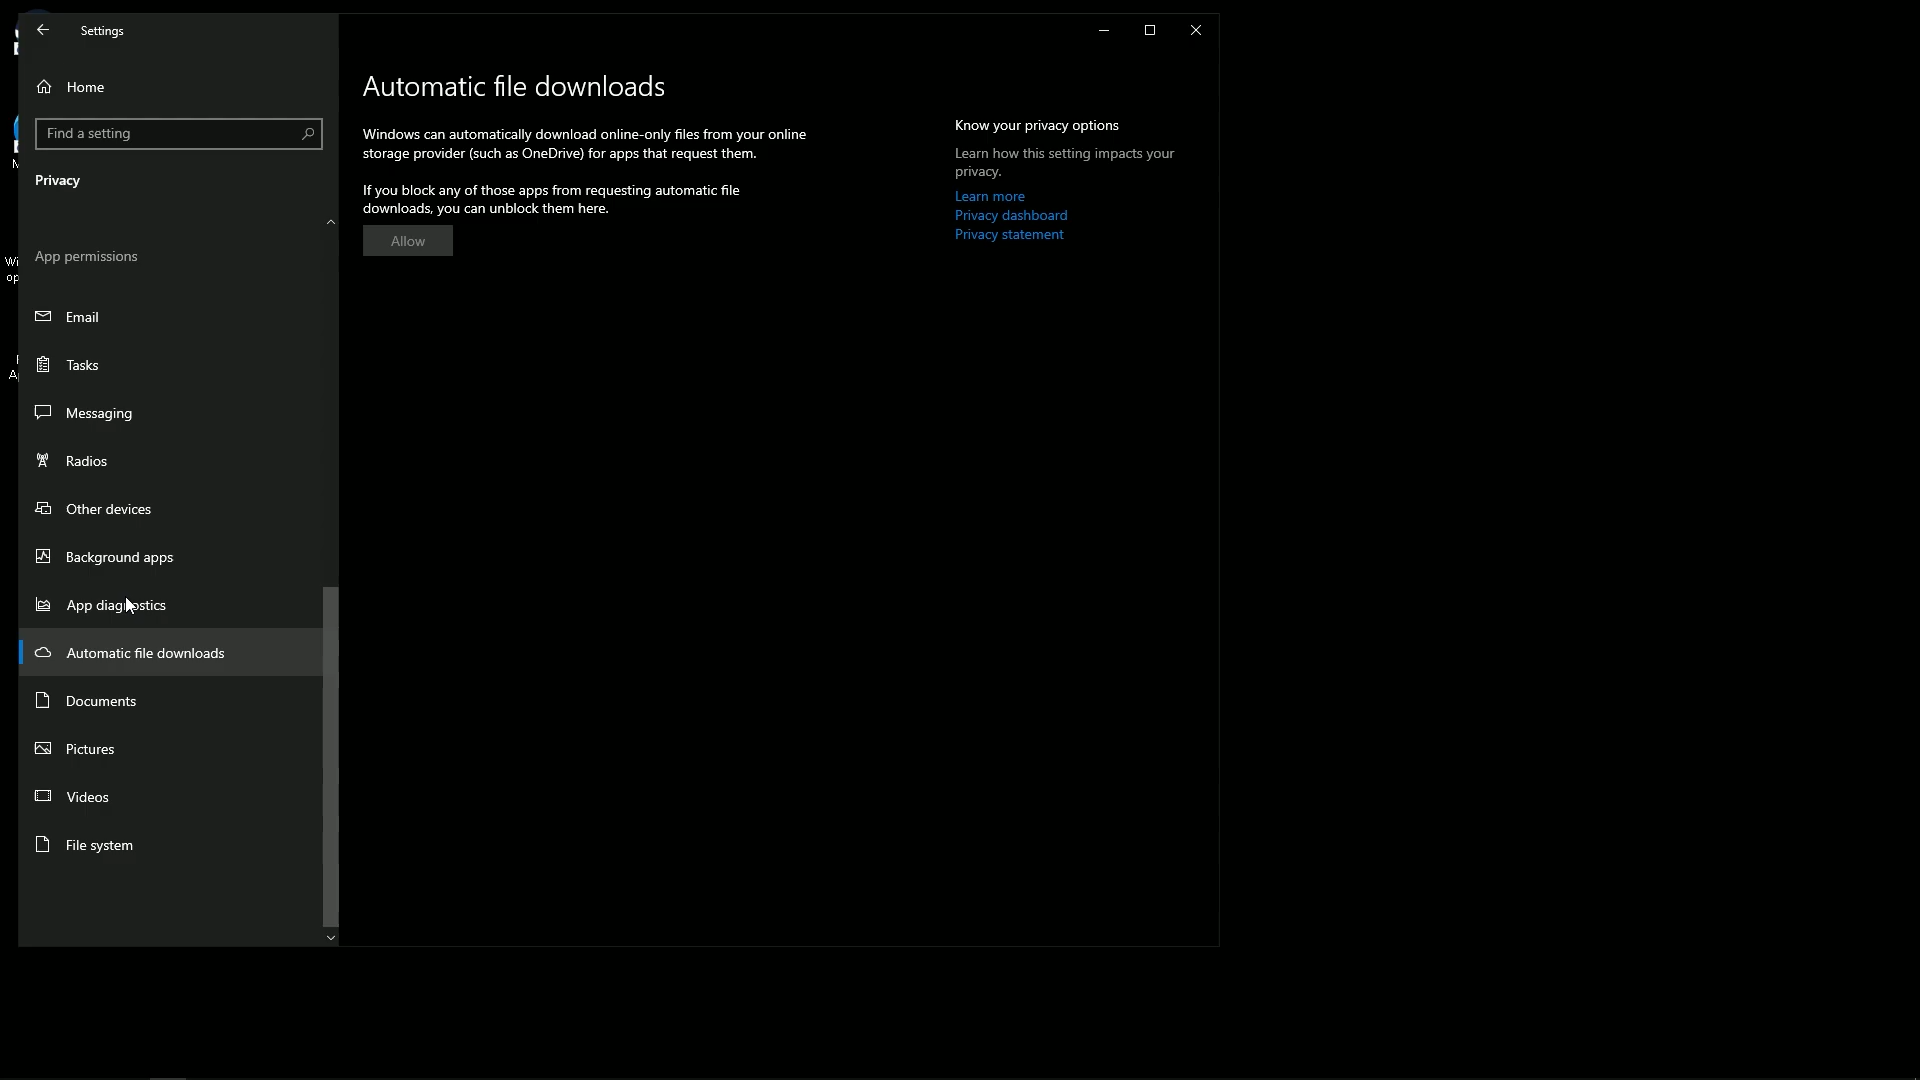 Settings
Home
Find a setting
Privacy
App permissions
Email
Tasks
Messaging
Radios
Other devices
Background apps
App diagnostics
Automatic file downloads
Documents
Pictures
Videos
File system
Automatic file downloads
Windows can automatically download online-only files from your online
storage provider (such as OneDrive) for apps that request them.
If you block any of those apps from requesting automatic file
downloads, you can unblock them here.
Allow
Know your privacy options
Learn how this setting impacts your
privacy.
Learn more
Privacy dashboard
Privacy statement